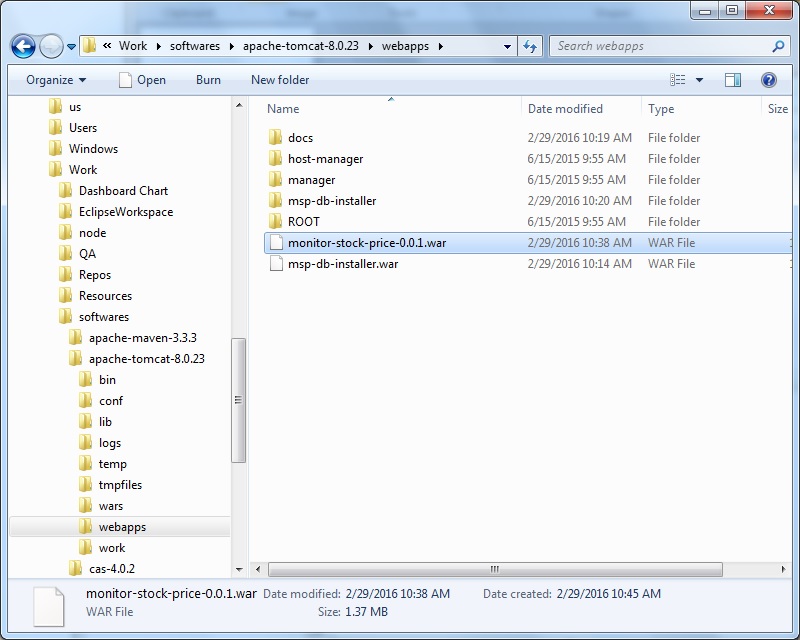 « Work ▸ softwares ▸ apache-tomcat-8.0.23 ▸ webapps ▸
Search webapps
Organize Open Burn New folder
us
Users
Windows
Work
Dashboard Chart
EclipseWorkspace
node
QA
Repos
Resources
softwares
apache-maven-3.3.3
apache-tomcat-8.0.23
bin
conf
lib
logs
temp
tmpfiles
wars
webapps
work
cas-4.0.2
Name Date modified Type Size
docs 2/29/2016 10:19 AM File folder
host-manager 6/15/2015 9:55 AM File folder
manager 6/15/2015 9:55 AM File folder
msp-db-installer 2/29/2016 10:20 AM File folder
ROOT 6/15/2015 9:55 AM File folder
monitor-stock-price-0.0.1.war 2/29/2016 10:38 AM WAR File
msp-db-installer.war 2/29/2016 10:14 AM WAR File
monitor-stock-price-0.0.1.war Date modified: 2/29/2016 10:38 AM Date created: 2/29/2016 10:45 AM
WAR File Size: 1.37 MB